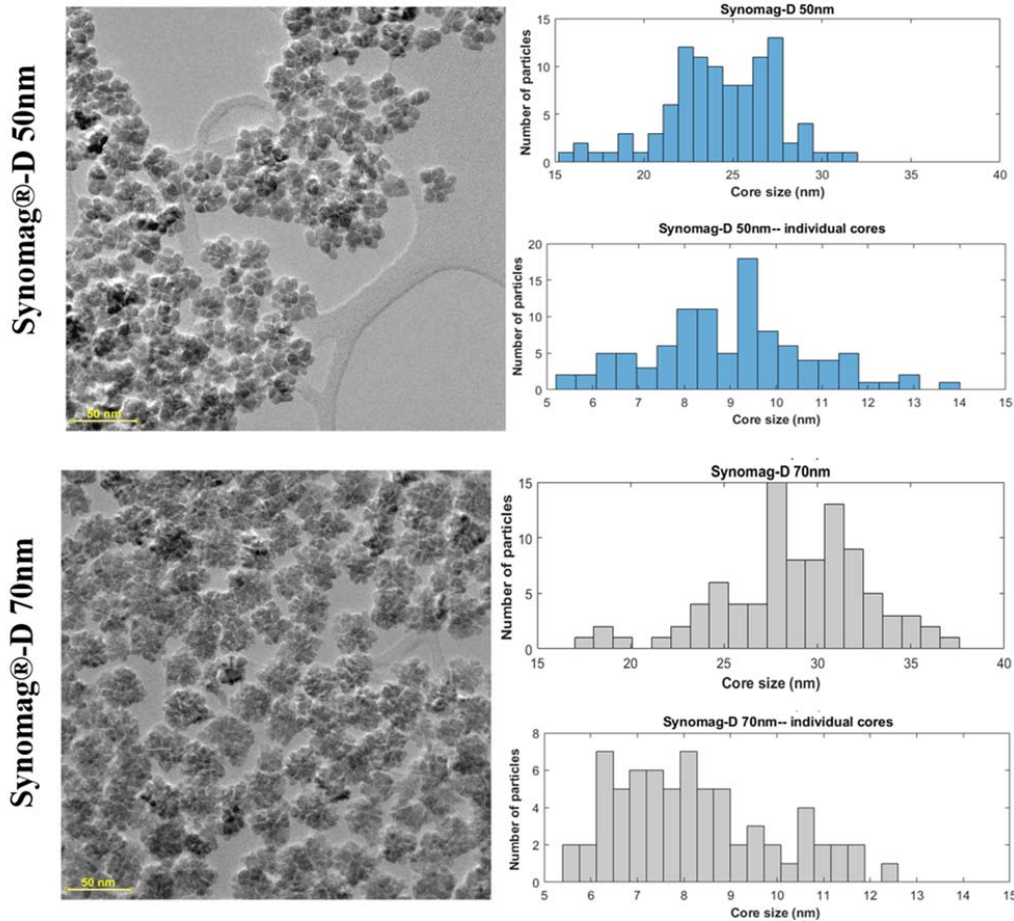 Synomag®-D 50nm
50 nm
Synomag-D 50nm
Number of particles
15
10
5
0
15 20 25 30 35 40
Core size (nm)
Synomag-D 50nm-- individual cores
Number of particles
20
15
10
5
0
5 6 7 8 9 10 11 12 13 14 15
Core size (nm)
Synomag®-D 70nm
50 nm
Synomag-D 70nm
Number of particles
15
10
5
0
15 20 25 30 35 40
Core size (nm)
Synomag-D 70nm-- individual cores
Number of particles
8
6
4
2
0
5 6 7 8 9 10 11 12 13 14 15
Core size (nm)